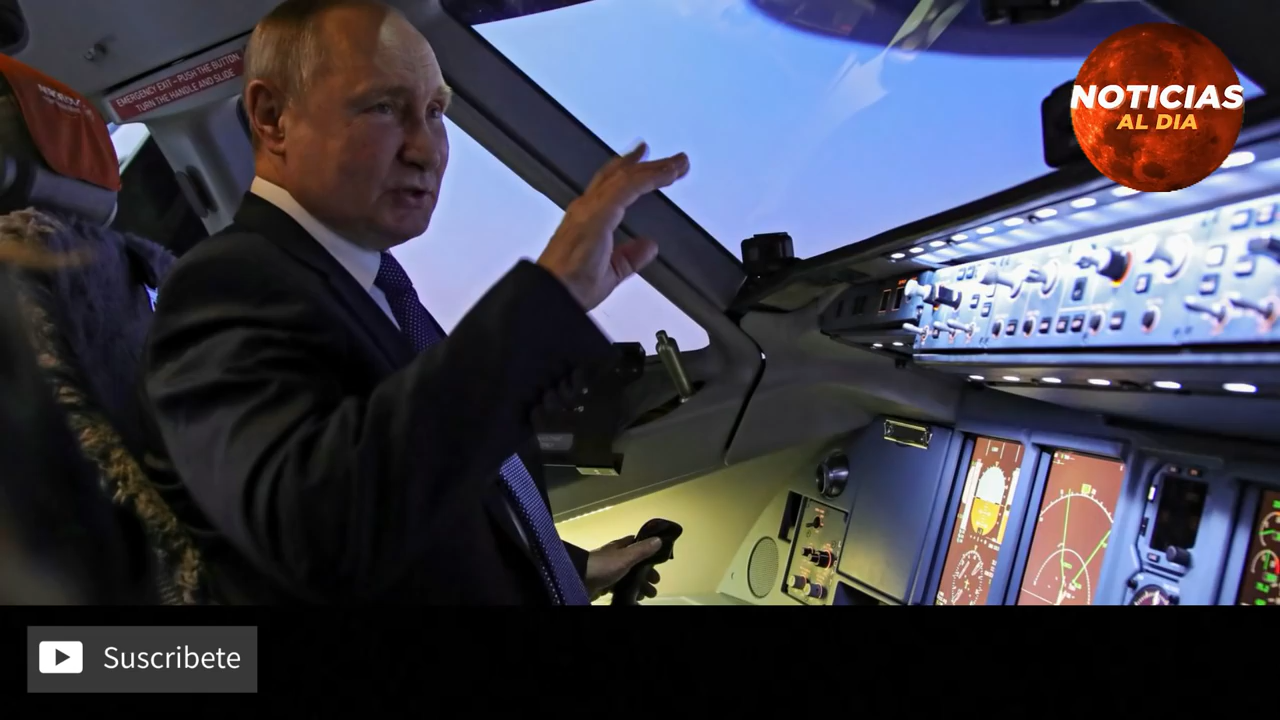 EMERGENCY EXIT – PUSH THE BUTTON,
TURN THE HANDLE AND SLIDE
NOTICIAS
AL DIA
Suscribete